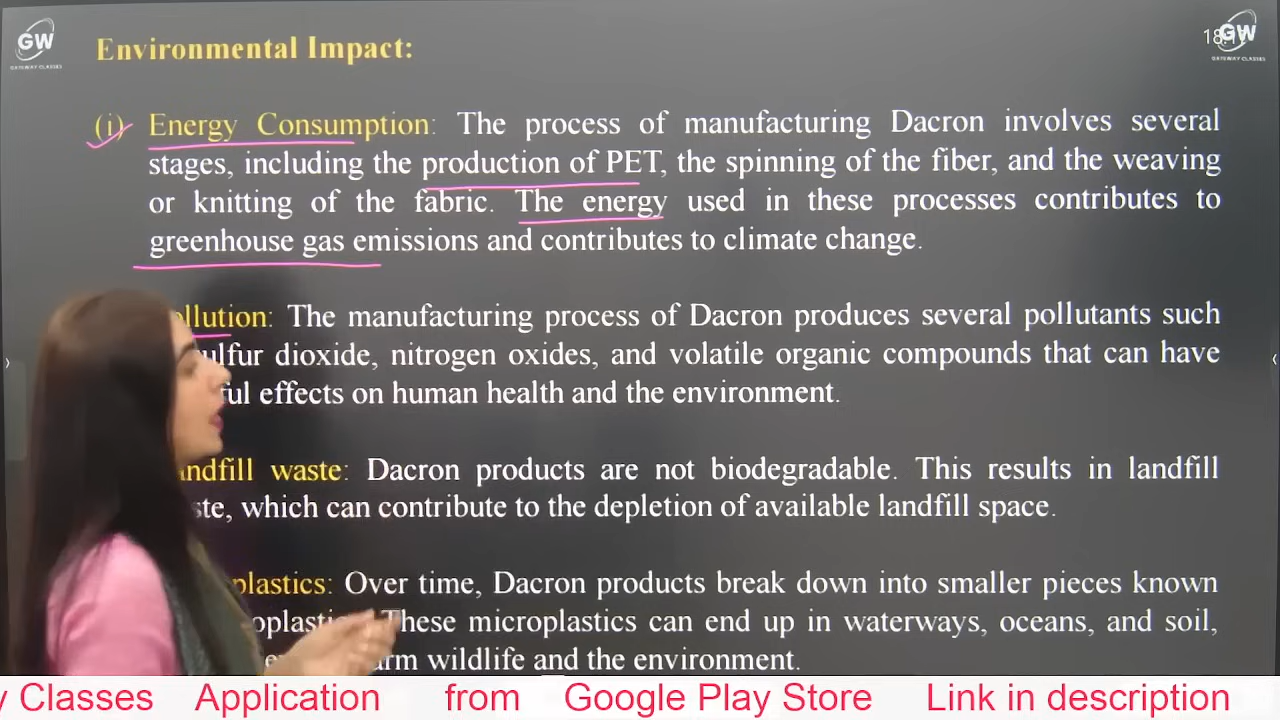 GW
GATEWAY CLASSES
Environmental Impact:
GW
GATEWAY CLASSES
(i) Energy Consumption: The process of manufacturing Dacron involves several
stages, including the production of PET, the spinning of the fiber, and the weaving
or knitting of the fabric. The energy used in these processes contributes to
greenhouse gas emissions and contributes to climate change.
The manufacturing process of Dacron produces several pollutants such
dioxide, nitrogen oxides, and volatile organic compounds that can have
effects on human health and the environment.
waste: Dacron products are not biodegradable. This results in landfill
which can contribute to the depletion of available landfill space.
Over time, Dacron products break down into smaller pieces known
These microplastics can end up in waterways, oceans, and soil,
wildlife and the environment.
Classes Application from Google Play Store Link in description